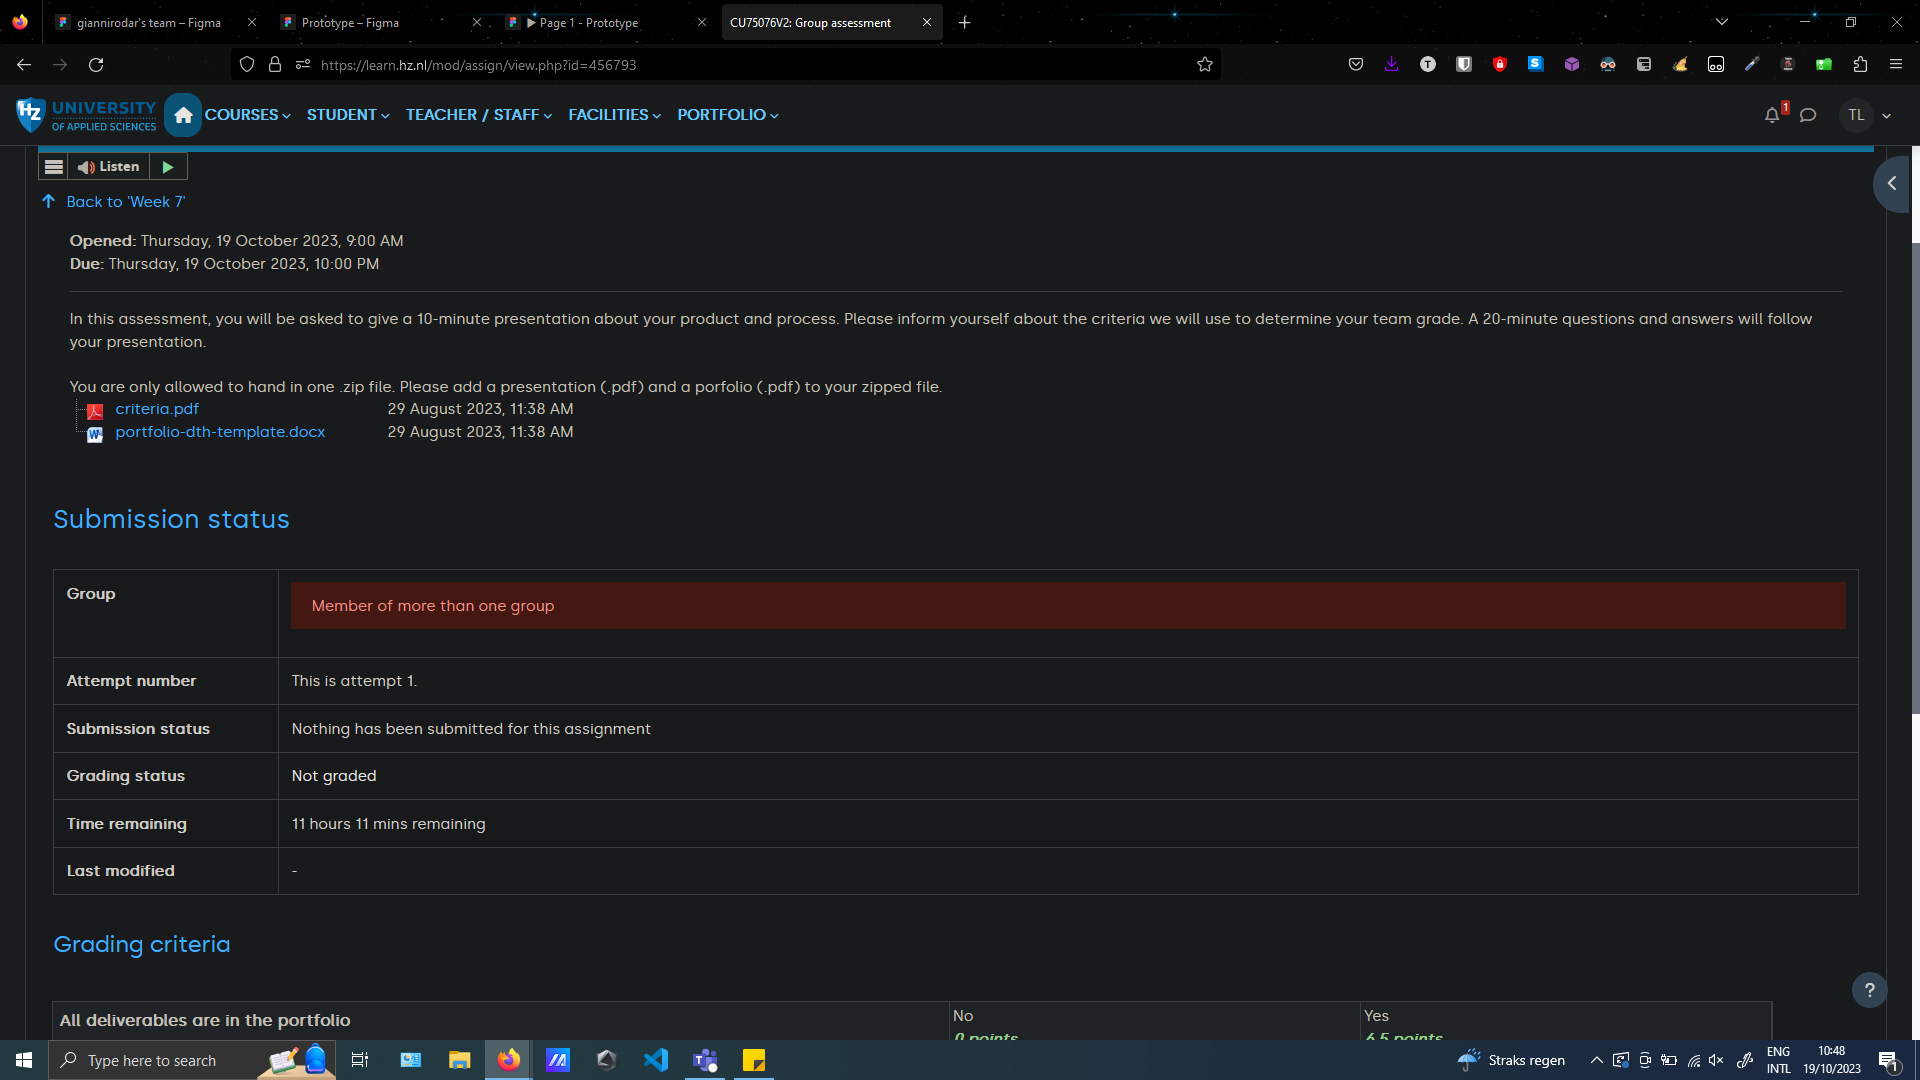 giannirodar's team – Figma
Prototype – Figma
▶ Page 1 - Prototype
CU75076V2: Group assessment
https://learn.hz.nl/mod/assign/view.php?id=456793
HZ UNIVERSITY
OF APPLIED SCIENCES
COURSES
STUDENT
TEACHER / STAFF
FACILITIES
PORTFOLIO
1
TL
Listen
Back to 'Week 7'
Opened: Thursday, 19 October 2023, 9:00 AM
Due: Thursday, 19 October 2023, 10:00 PM
In this assessment, you will be asked to give a 10-minute presentation about your product and process. Please inform yourself about the criteria we will use to determine your team grade. A 20-minute questions and answers will follow
your presentation.
You are only allowed to hand in one .zip file. Please add a presentation (.pdf) and a porfolio (.pdf) to your zipped file.
criteria.pdf 29 August 2023, 11:38 AM
portfolio-dth-template.docx 29 August 2023, 11:38 AM
Submission status
Group Member of more than one group
Attempt number This is attempt 1.
Submission status Nothing has been submitted for this assignment
Grading status Not graded
Time remaining 11 hours 11 mins remaining
Last modified -
Grading criteria
?
All deliverables are in the portfolio No Yes
0 points 6.5 points
Type here to search
Straks regen
ENG
INTL
10:48
19/10/2023
1